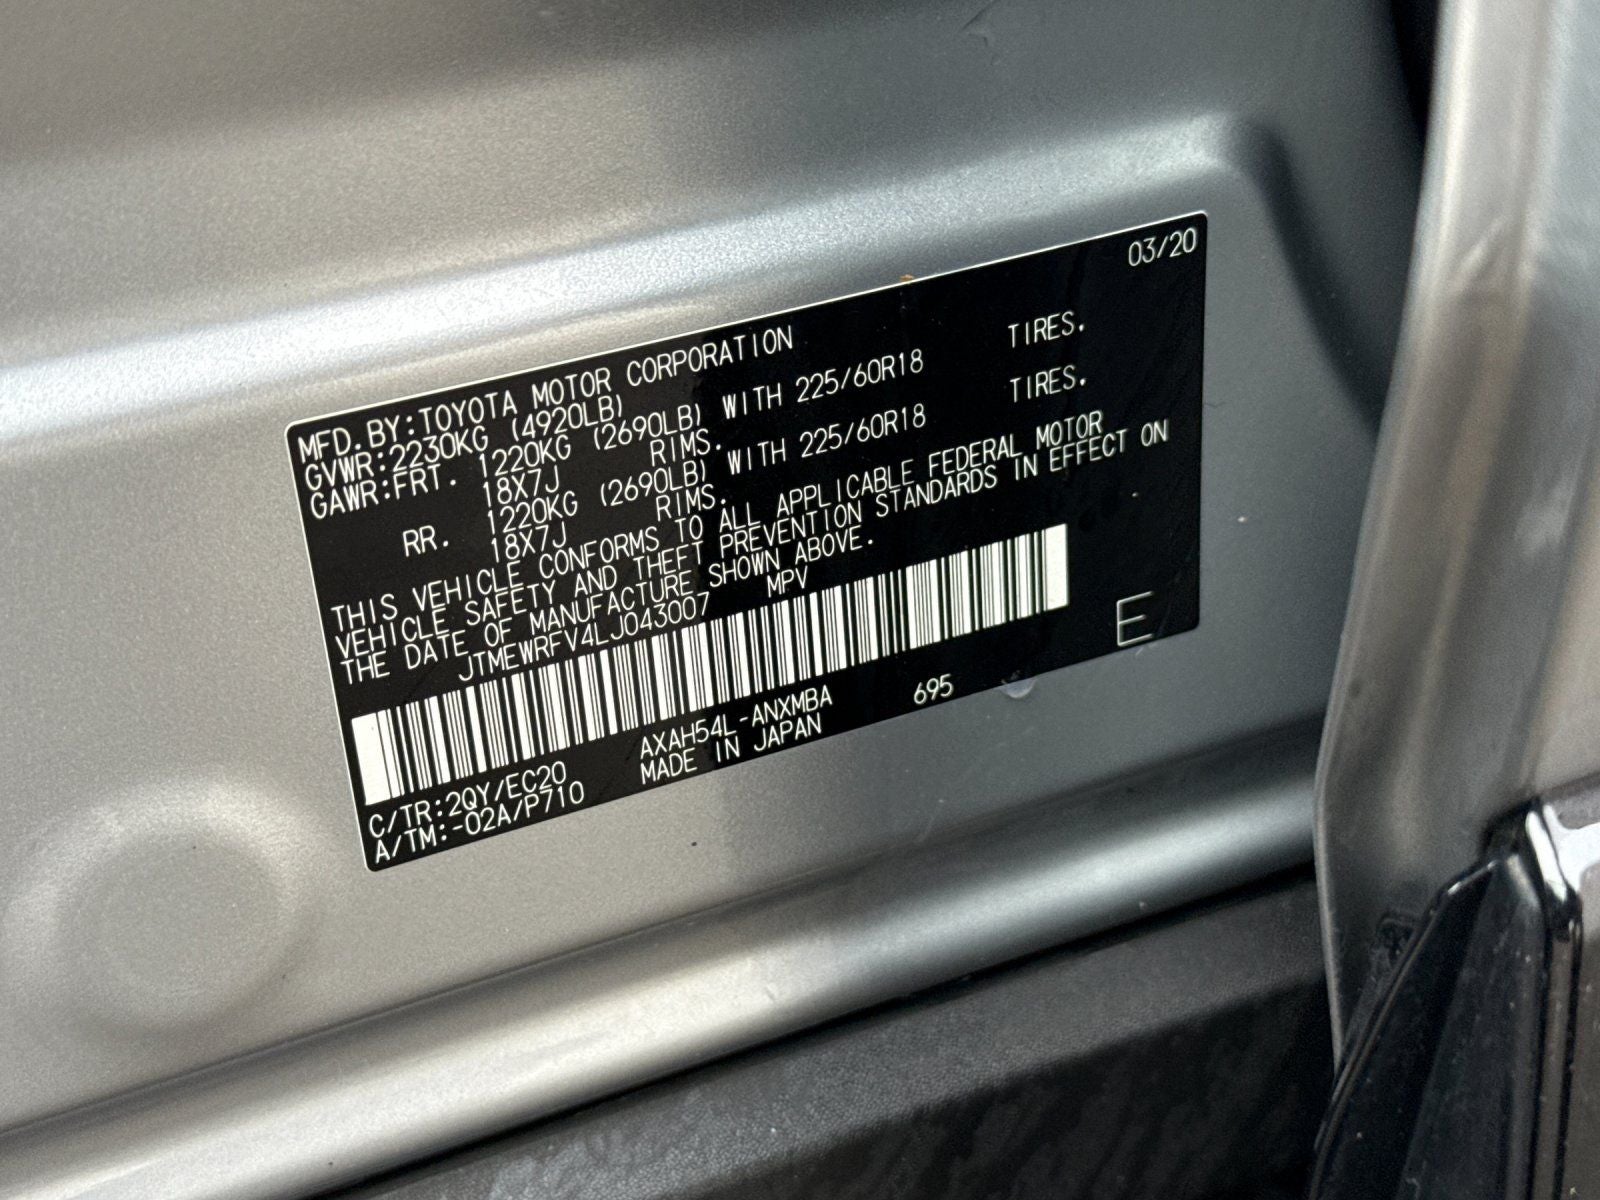 03/20
MFD.BY:TOYOTA MOTOR CORPORATION
GVWR:2230KG (4920LB)
GAWR:FRT. 1220KG (2690LB) WITH 225/60R18 TIRES.
18X7J RIMS.
RR. 1220KG (2690LB) WITH 225/60R18 TIRES.
18X7J RIMS.
THIS VEHICLE CONFORMS TO ALL APPLICABLE FEDERAL MOTOR
VEHICLE SAFETY AND THEFT PREVENTION STANDARDS IN EFFECT ON
THE DATE OF MANUFACTURE SHOWN ABOVE.
JTMEWRFV4LJ043007 MPV
E
C/TR:2QY/EC20 AXAH54L-ANXMBA 695
A/TM:-02A/P710 MADE IN JAPAN